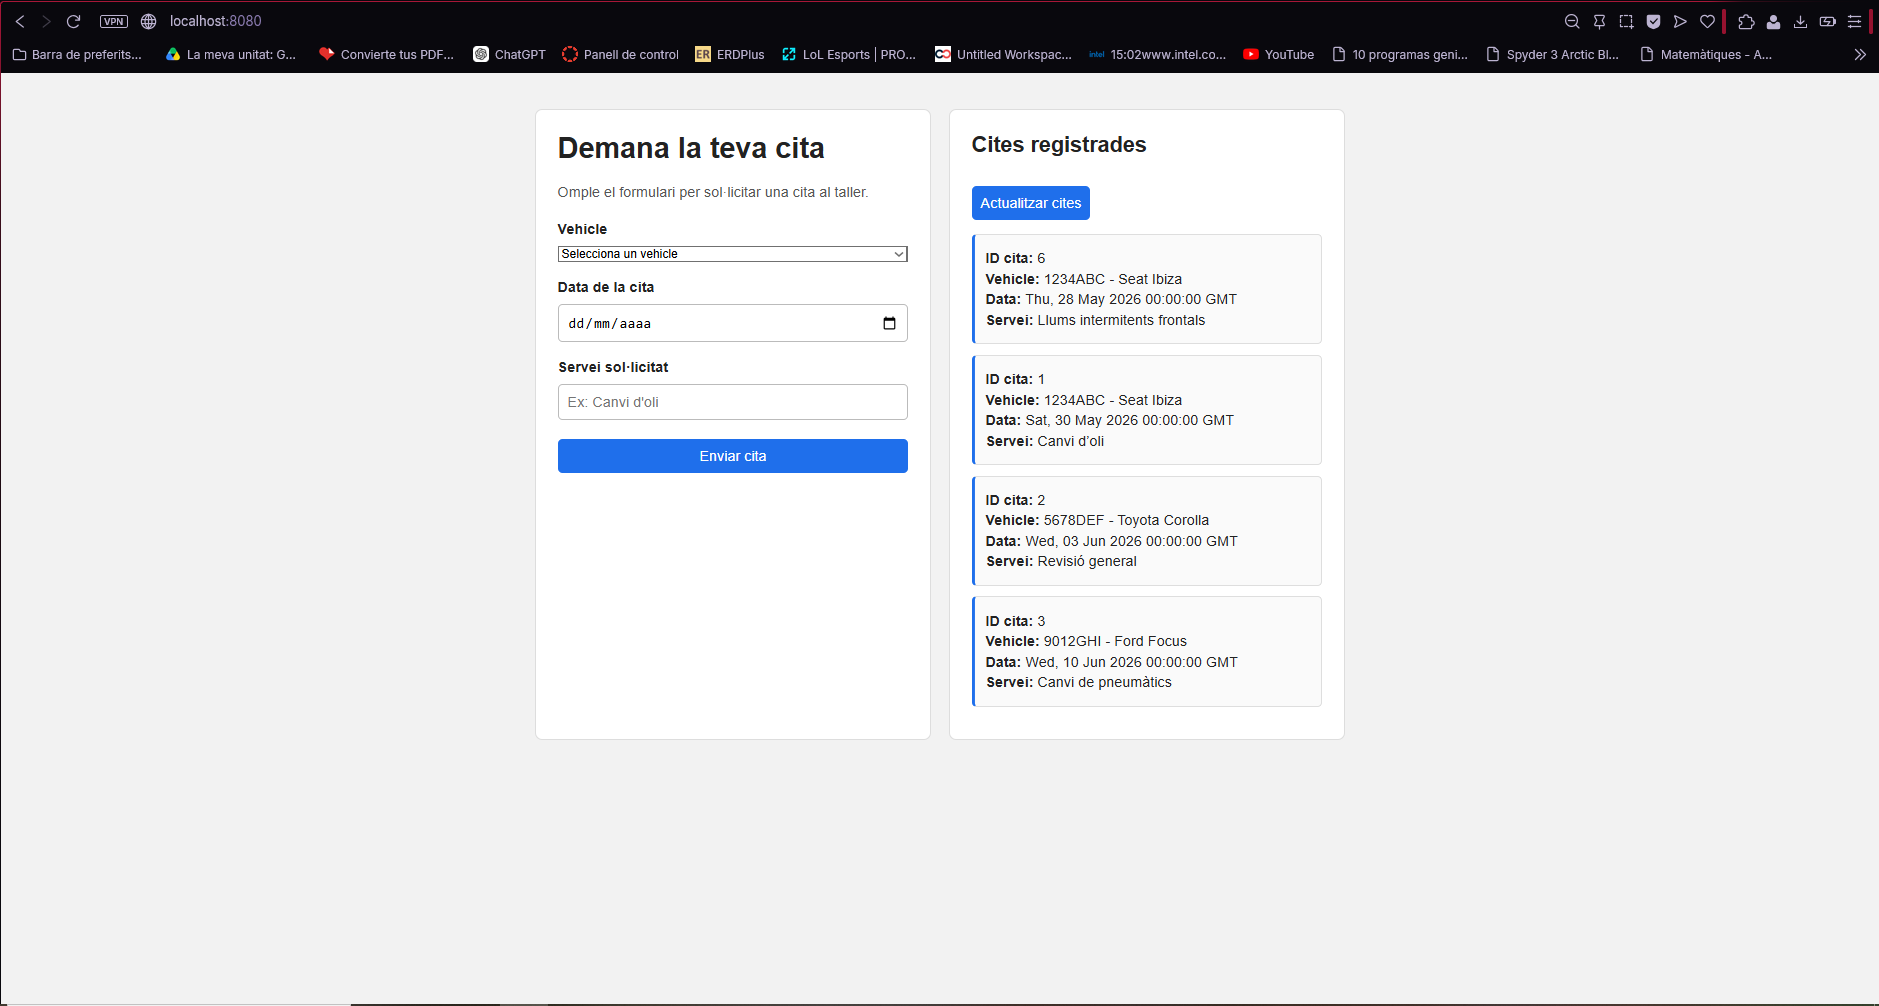 VPN
localhost:8080
Barra de preferits...
La meva unitat: G...
Convierte tus PDF...
ChatGPT
Panell de control
ER ERDPlus
LoL Esports | PRO...
Untitled Workspac...
intel 15:02www.intel.co...
YouTube
10 programas geni...
Spyder 3 Arctic Bl...
Matemàtiques - A...
Demana la teva cita
Omple el formulari per sol·licitar una cita al taller.
Vehicle
Selecciona un vehicle
Data de la cita
dd/mm/aaaa
Servei sol·licitat
Ex: Canvi d'oli
Enviar cita
Cites registrades
Actualitzar cites
ID cita: 6
Vehicle: 1234ABC - Seat Ibiza
Data: Thu, 28 May 2026 00:00:00 GMT
Servei: Llums intermitents frontals
ID cita: 1
Vehicle: 1234ABC - Seat Ibiza
Data: Sat, 30 May 2026 00:00:00 GMT
Servei: Canvi d’oli
ID cita: 2
Vehicle: 5678DEF - Toyota Corolla
Data: Wed, 03 Jun 2026 00:00:00 GMT
Servei: Revisió general
ID cita: 3
Vehicle: 9012GHI - Ford Focus
Data: Wed, 10 Jun 2026 00:00:00 GMT
Servei: Canvi de pneumàtics